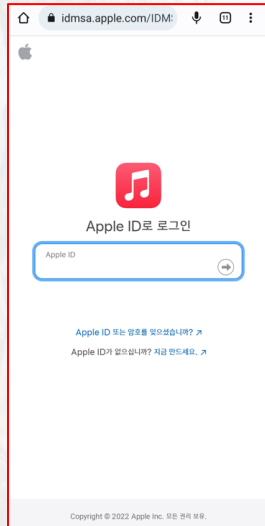 idmsa.apple.com/IDM:
11
Apple ID로 로그인
Apple ID
Apple ID 또는 암호를 잊으셨습니까? ↗
Apple ID가 없으십니까? 지금 만드세요. ↗
Copyright © 2022 Apple Inc. 모든 권리 보유.